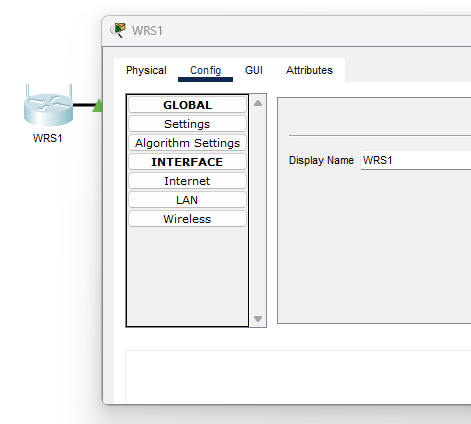 WRS1
Physical Config GUI Attributes
WRS1
GLOBAL
Settings
Algorithm Settings
INTERFACE
Internet
LAN
Wireless
Display Name WRS1